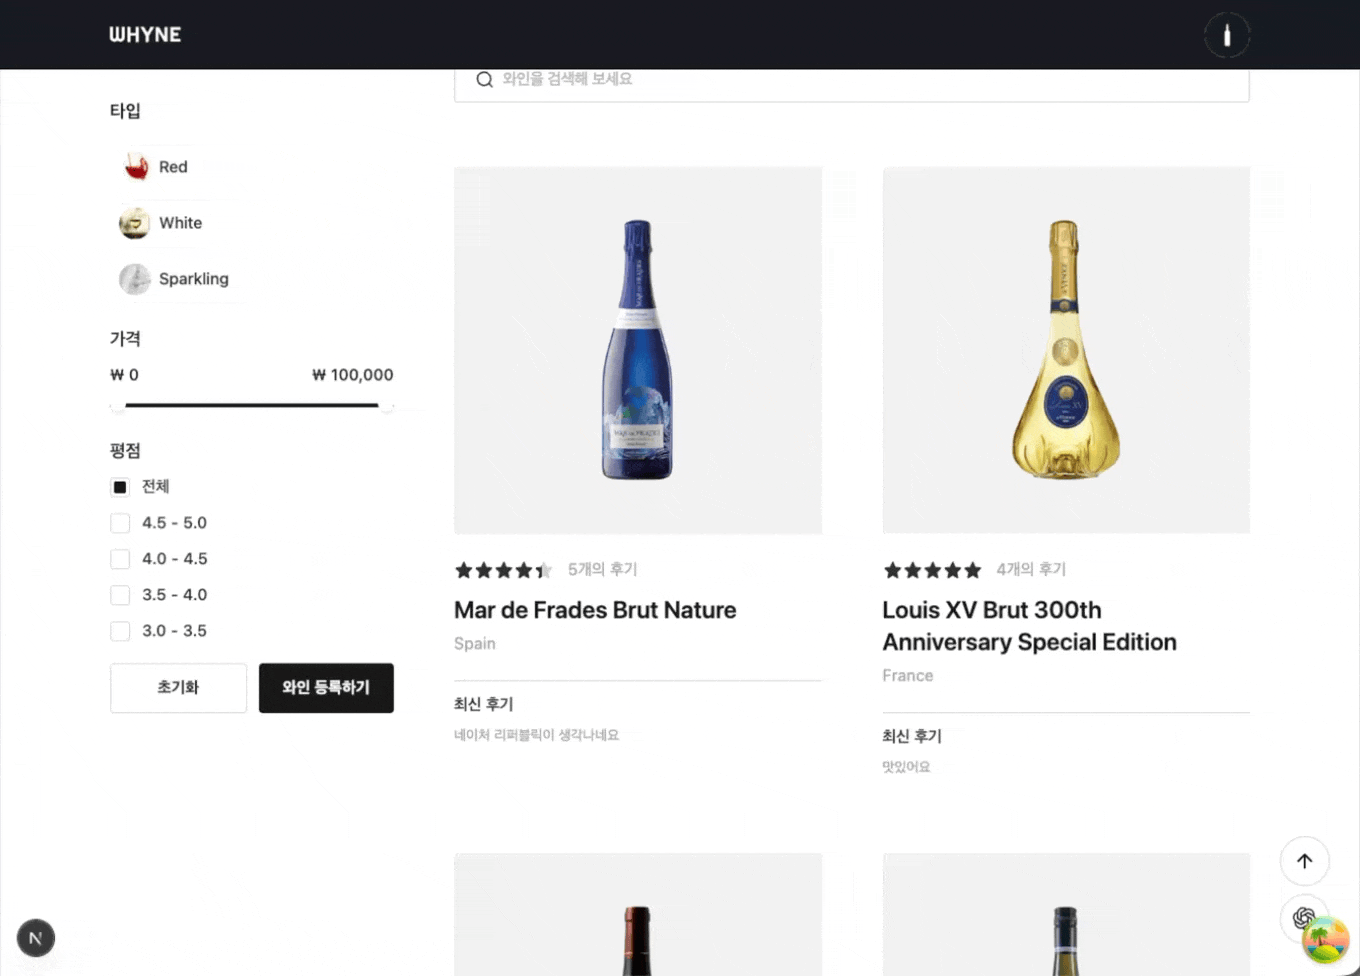 WHYNE
와인을 검색해 보세요
타입
Red
White
Sparkling
가격
₩ 0
₩ 100,000
평점
전체
4.5 - 5.0
4.0 - 4.5
3.5 - 4.0
3.0 - 3.5
초기화
와인 등록하기
5개의 후기
Mar de Frades Brut Nature
Spain
최신 후기
네이처 리퍼블릭이 생각나네요
4개의 후기
Louis XV Brut 300th
Anniversary Special Edition
France
최신 후기
맛있어요
N